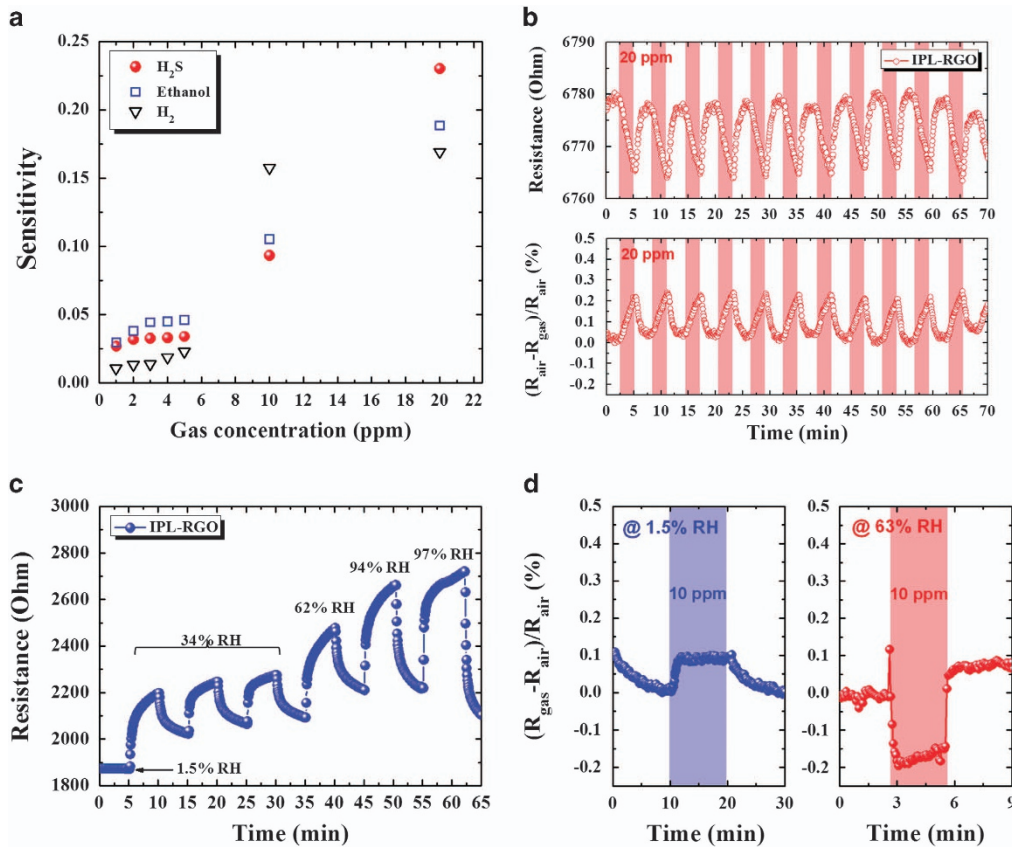 a
0.25
0.20
0.15
0.10
0.05
0.00
Sensitivity
H2S
Ethanol
H2
0 2 4 6 8 10 12 14 16 18 20 22
Gas concentration (ppm)
b
6790
6780
6770
6760
Resistance (Ohm)
20 ppm
IPL-RGO
0 5 10 15 20 25 30 35 40 45 50 55 60 65 70
0.5
0.4
0.3
0.2
0.1
0.0
-0.1
-0.2
(Rair-Rgas)/Rair (%)
20 ppm
0 5 10 15 20 25 30 35 40 45 50 55 60 65 70
Time (min)
c
3000
2800
2600
2400
2200
2000
1800
Resistance (Ohm)
IPL-RGO
97% RH
94% RH
62% RH
34% RH
1.5% RH
0 5 10 15 20 25 30 35 40 45 50 55 60 65
Time (min)
d
0.5
0.4
0.3
0.2
0.1
0.0
-0.1
-0.2
(Rgas-Rair)/Rair (%)
@ 1.5% RH
10 ppm
0 10 20 30
Time (min)
0.5
0.4
0.3
0.2
0.1
0.0
-0.1
-0.2
@ 63% RH
10 ppm
0 3 6 9
Time (min)